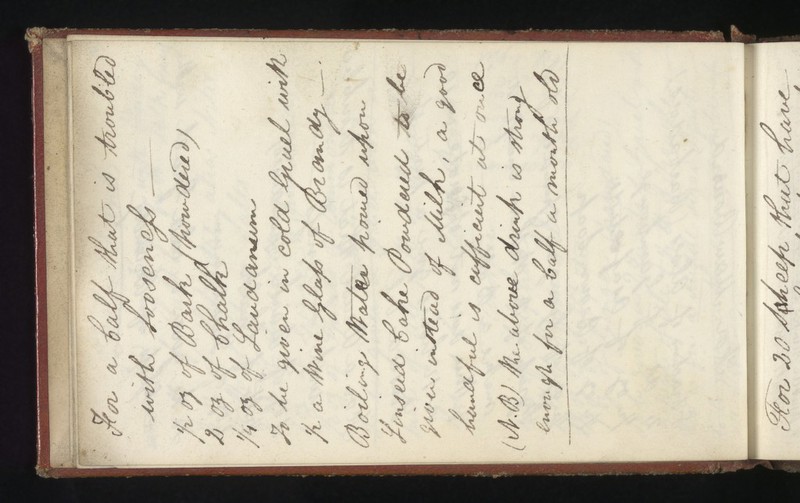 For a Calf that is troubled
with Looseness —
1/2 oz of Bark (powdered)
2 oz of Chalk
1/4 oz of Laudaneum
To be given in cold Gruel with
1/2 a Wine Glass of Brandy —.
Boiling Water poured upon
Linseed Cake Powdered to be
given instead of Milk, a good
handful is sufficient at once
(N.B) the above drink is strong
enough for a Calf a month old
For 20 Sheep that have